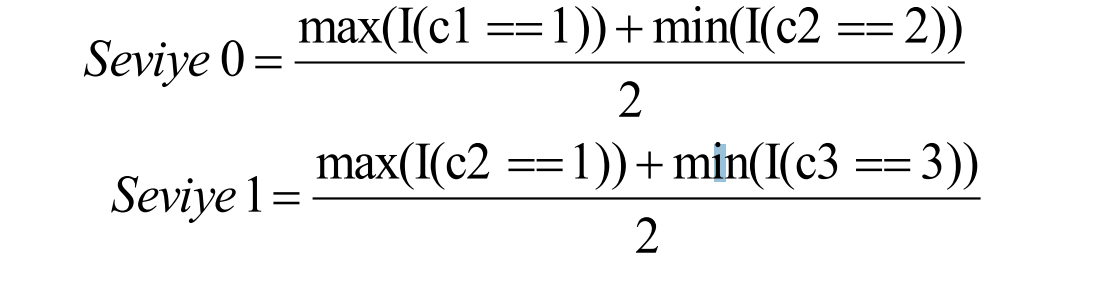 Seviye 0 = max(I(c1 == 1)) + min(I(c2 == 2))
2
Seviye 1 = max(I(c2 == 1)) + min(I(c3 == 3))
2